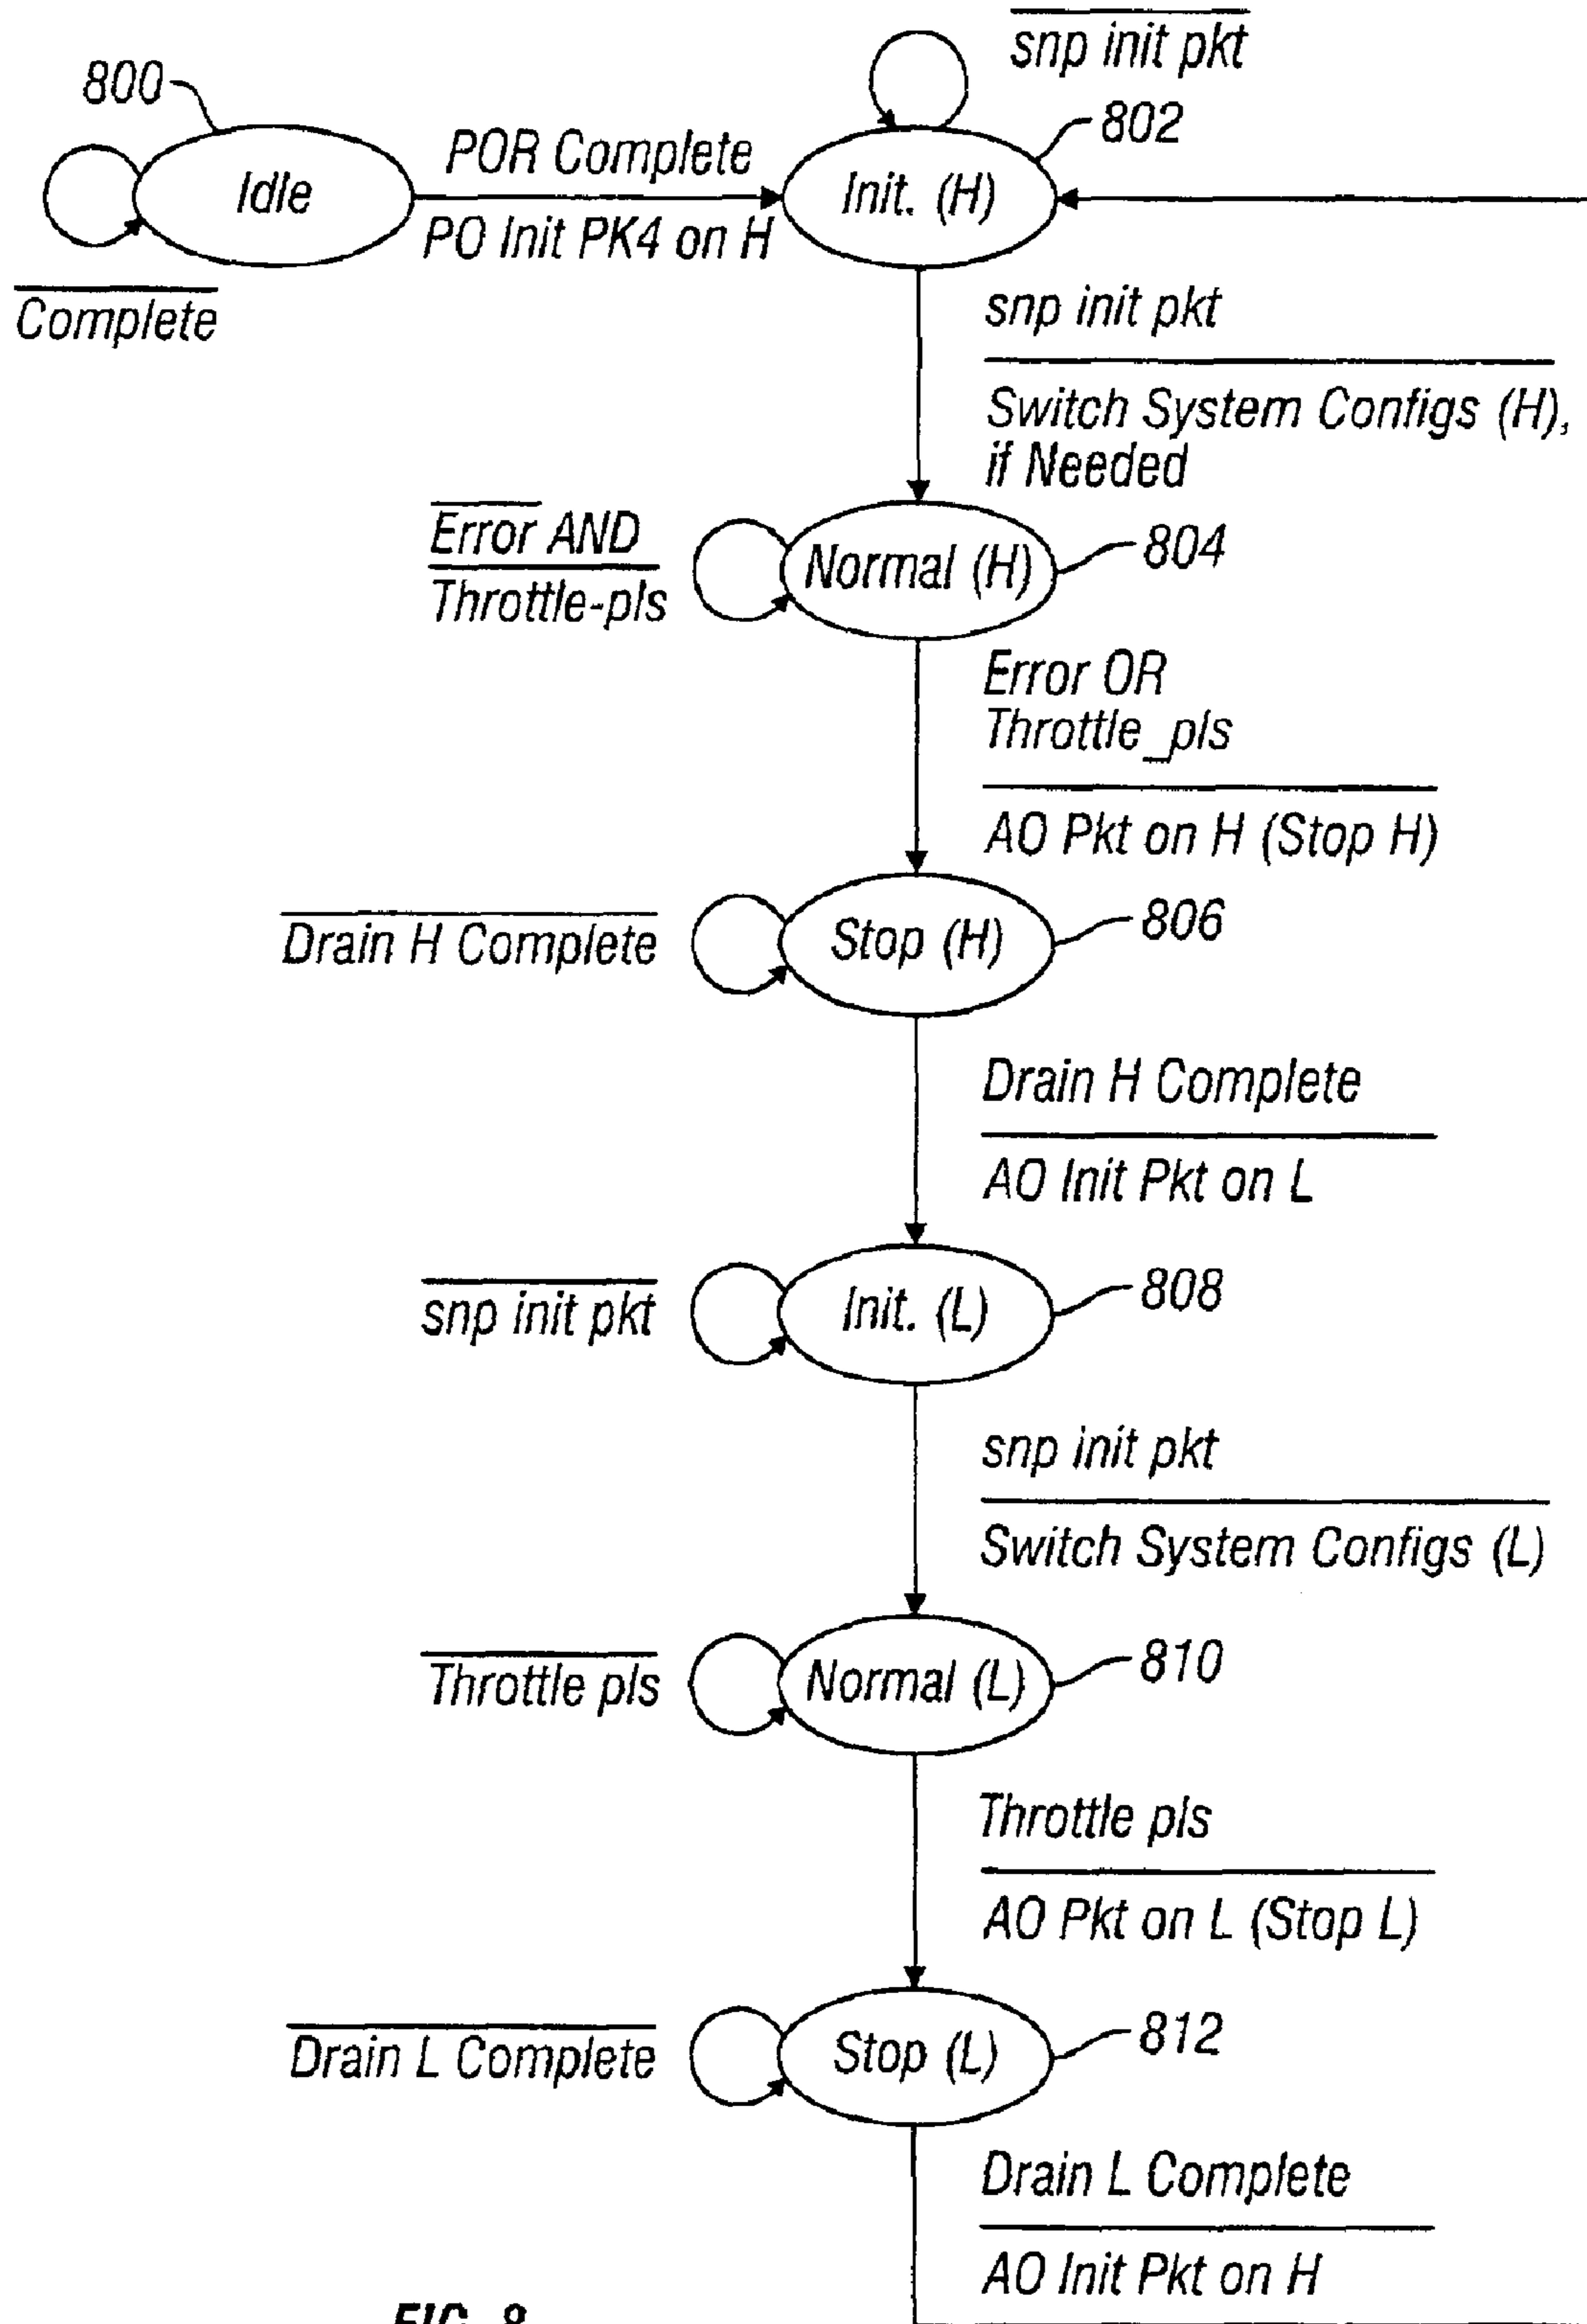 snp init pkt
800
802
POR Complete
Idle
Init. (H)
PO Init PK4 on H
Complete
snp init pkt
Switch System Configs (H),
if Needed
Error AND
Throttle-pls
Normal (H)
804
Error OR
Throttle_pls
AO Pkt on H (Stop H)
Drain H Complete
Stop (H)
806
Drain H Complete
AO Init Pkt on L
snp init pkt
Init. (L)
808
snp init pkt
Switch System Configs (L)
Throttle pls
Normal (L)
810
Throttle pls
AO Pkt on L (Stop L)
Drain L Complete
Stop (L)
812
Drain L Complete
AO Init Pkt on H
FIG. 8